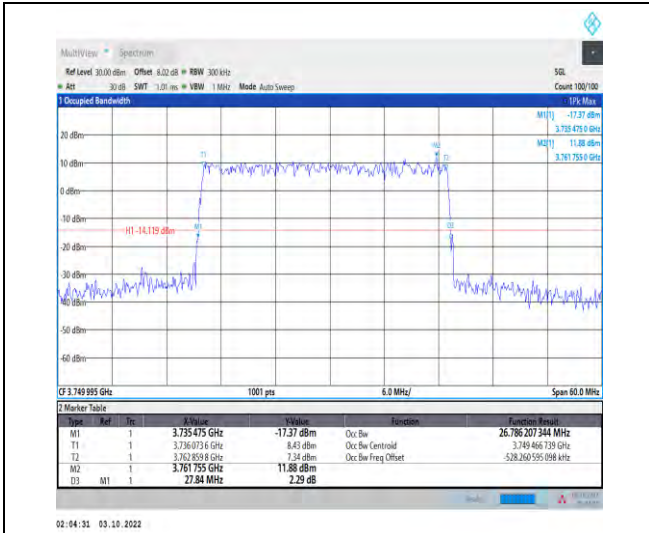 MultiView Spectrum
Ref Level 30.00 dBm Offset 8.02 dB RBW 300 kHz SGL
Att 30 dB SWT 1.01 ms VBW 1 MHz Mode Auto Sweep Count 100/100
1 Occupied Bandwidth 1Pk Max
M1[1] -17.37 dBm
3.735 475 0 GHz
M2[1] 11.88 dBm
3.761 755 0 GHz
20 dBm
M2
T1 T2
10 dBm
0 dBm
-10 dBm
H1 -14.119 dBm M1 D3
-20 dBm
-30 dBm
-40 dBm
-50 dBm
-60 dBm
CF 3.749 995 GHz 1001 pts 6.0 MHz/ Span 60.0 MHz
2 Marker Table
Type Ref Trc X-Value Y-Value Function Function Result
M1 1 3.735 475 GHz -17.37 dBm Occ Bw 26.786 207 344 MHz
T1 1 3.736 073 6 GHz 8.43 dBm Occ Bw Centroid 3.749 466 739 GHz
T2 1 3.762 859 8 GHz 7.34 dBm Occ Bw Freq Offset -528.260 595 098 kHz
M2 1 3.761 755 GHz 11.88 dBm
D3 M1 1 27.84 MHz 2.29 dB
02:04:31 03.10.2022